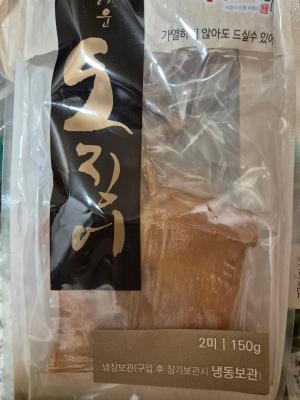 가열하지 않아도 드실수 있어
운
오징어
2미 | 150g
냉장보관(구입 후 장기보관시 냉동보관)